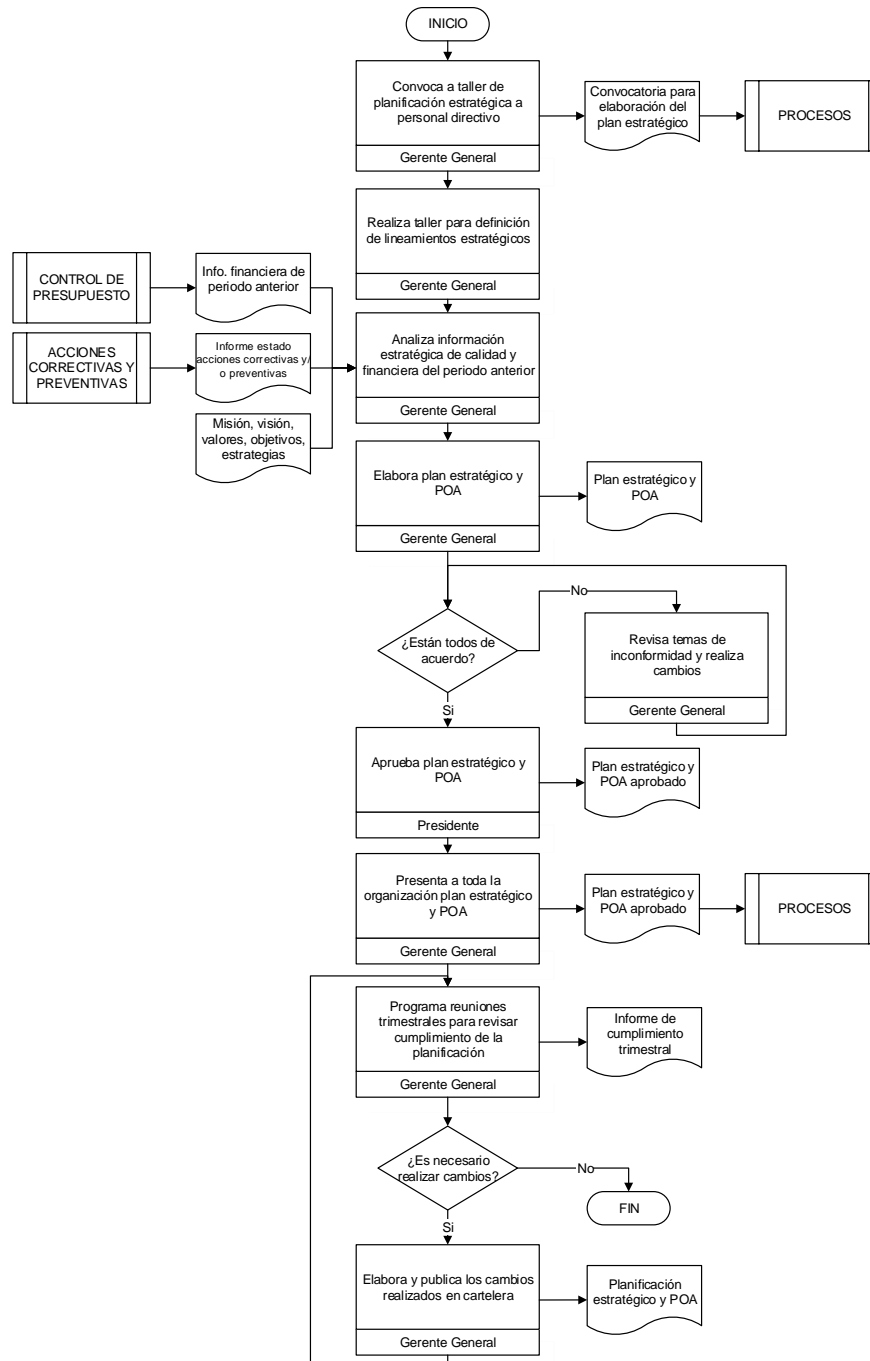 INICIO
Convoca a taller de
planificación estratégica a
personal directivo
Gerente General
Convocatoria para
elaboración del
plan estratégico
PROCESOS
Realiza taller para definición
de lineamientos estratégicos
Gerente General
CONTROL DE
PRESUPUESTO
Info. financiera de
periodo anterior
ACCIONES
CORRECTIVAS Y
PREVENTIVAS
Informe estado
acciones correctivas y/
o preventivas
Misión, visión,
valores, objetivos,
estrategias
Analiza información
estratégica de calidad y
financiera del periodo anterior
Gerente General
Elabora plan estratégico y
POA
Gerente General
Plan estratégico y
POA
¿Están todos de
acuerdo?
No
Revisa temas de
inconformidad y realiza
cambios
Gerente General
Si
Aprueba plan estratégico y
POA
Presidente
Plan estratégico y
POA aprobado
Presenta a toda la
organización plan estratégico
y POA
Gerente General
Plan estratégico y
POA aprobado
PROCESOS
Programa reuniones
trimestrales para revisar
cumplimiento de la
planificación
Gerente General
Informe de
cumplimiento
trimestral
¿Es necesario
realizar cambios?
No
FIN
Si
Elabora y publica los cambios
realizados en cartelera
Gerente General
Planificación
estratégico y POA